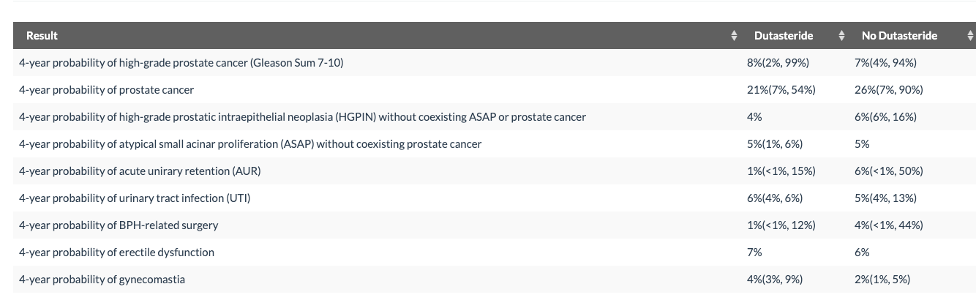 Result Dutasteride No Dutasteride
4-year probability of high-grade prostate cancer (Gleason Sum 7-10) 8%(2%, 99%) 7%(4%, 94%)
4-year probability of prostate cancer 21%(7%, 54%) 26%(7%, 90%)
4-year probability of high-grade prostatic intraepithelial neoplasia (HGPIN) without coexisting ASAP or prostate cancer 4% 6%(6%, 16%)
4-year probability of atypical small acinar proliferation (ASAP) without coexisting prostate cancer 5%(1%, 6%) 5%
4-year probability of acute unirary retention (AUR) 1%(<1%, 15%) 6%(<1%, 50%)
4-year probability of urinary tract infection (UTI) 6%(4%, 6%) 5%(4%, 13%)
4-year probability of BPH-related surgery 1%(<1%, 12%) 4%(<1%, 44%)
4-year probability of erectile dysfunction 7% 6%
4-year probability of gynecomastia 4%(3%, 9%) 2%(1%, 5%)